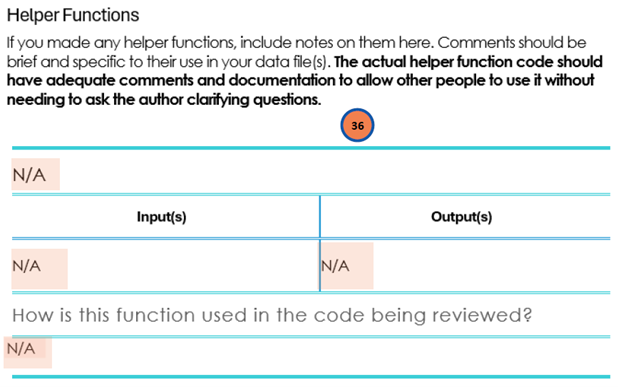 Helper Functions
If you made any helper functions, include notes on them here. Comments should be
brief and specific to their use in your data file(s). The actual helper function code should
have adequate comments and documentation to allow other people to use it without
needing to ask the author clarifying questions.
36
N/A
Input(s) Output(s)
N/A N/A
How is this function used in the code being reviewed?
N/A